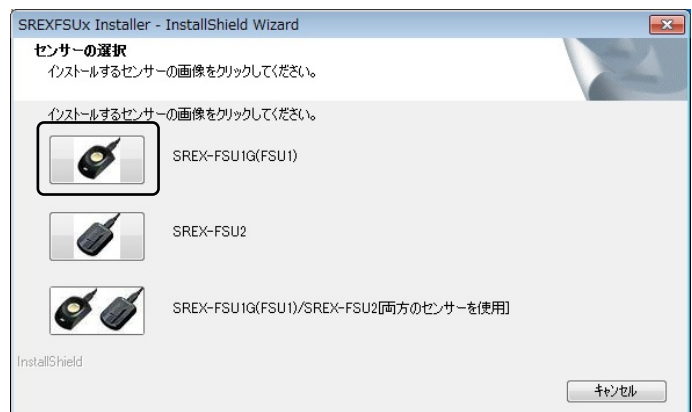 SREXFSUx Installer - InstallShield Wizard
センサーの選択
インストールするセンサーの画像をクリックしてください。
インストールするセンサーの画像をクリックしてください。
SREX-FSU1G(FSU1)
SREX-FSU2
SREX-FSU1G(FSU1)/SREX-FSU2[両方のセンサーを使用]
InstallShield
キャンセル